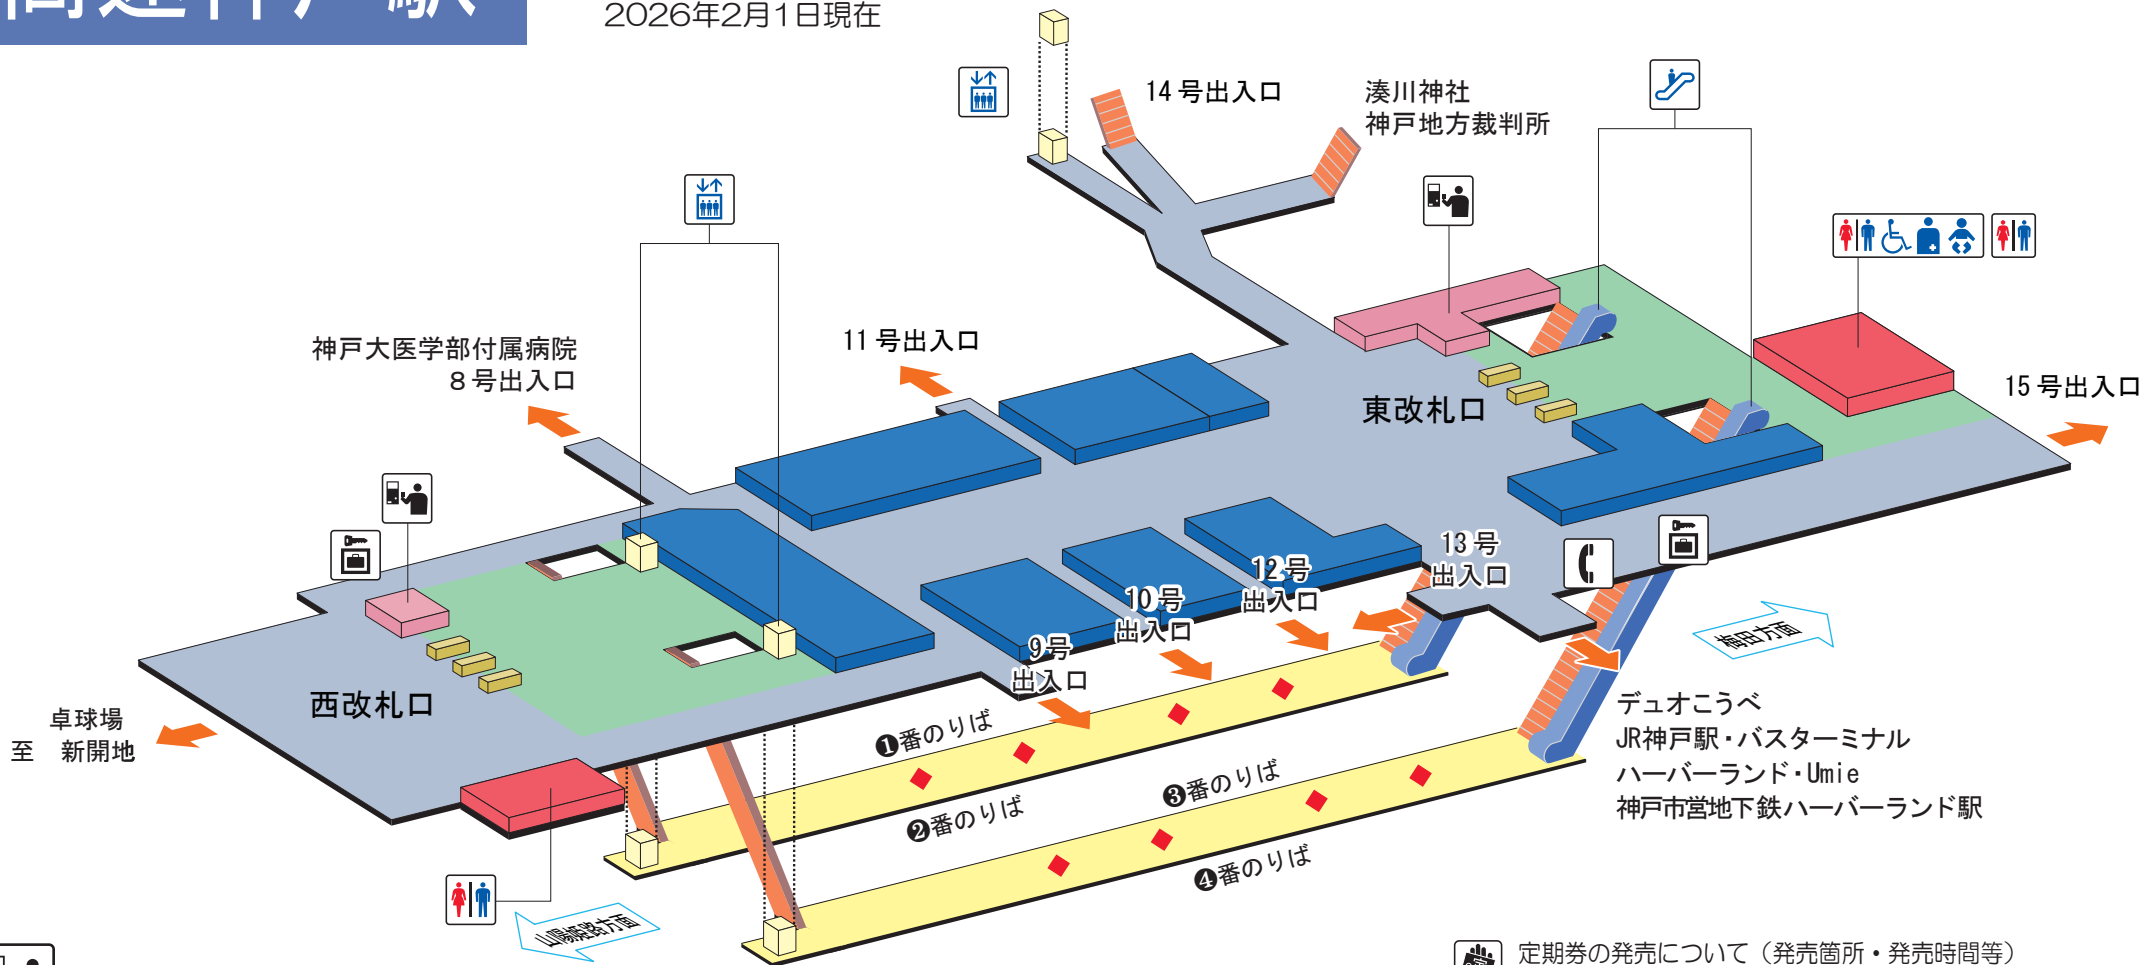 高速神戸駅
2026年2月1日現在
14号出入口
湊川神社
神戸地方裁判所
神戸大医学部付属病院
8号出入口
11号出入口
15号出入口
東改札口
13号
出入口
12号
出入口
10号
出入口
9号
出入口
梅田方面
西改札口
卓球場
至 新開地
❶番のりば
❷番のりば
❸番のりば
❹番のりば
デュオこうべ
JR神戸駅・バスターミナル
ハーバーランド・Umie
神戸市営地下鉄ハーバーランド駅
山陽姫路方面
定期券の発売について（発売箇所・発売時間等）